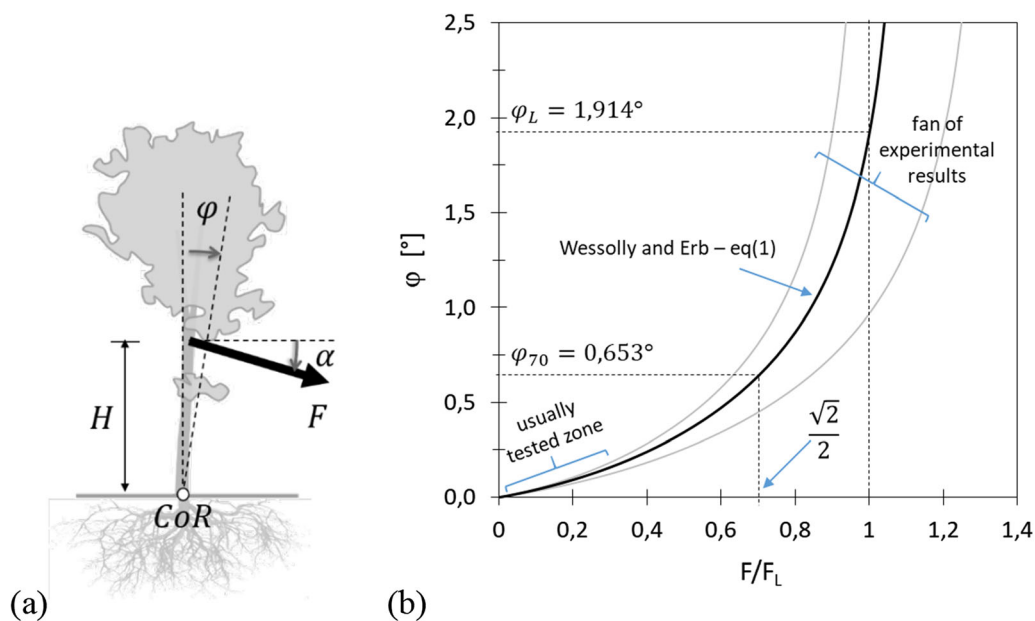 φ
α
H
F
CoR
(a)
2,5
2,0
1,5
1,0
0,5
0,0
φ [°]
φ_L = 1,914°
fan of
experimental
results
Wessolly and Erb – eq(1)
φ₇₀ = 0,653°
usually
tested zone
√2
2
0
0,2
0,4
0,6
0,8
1
1,2
1,4
F/F_L
(b)